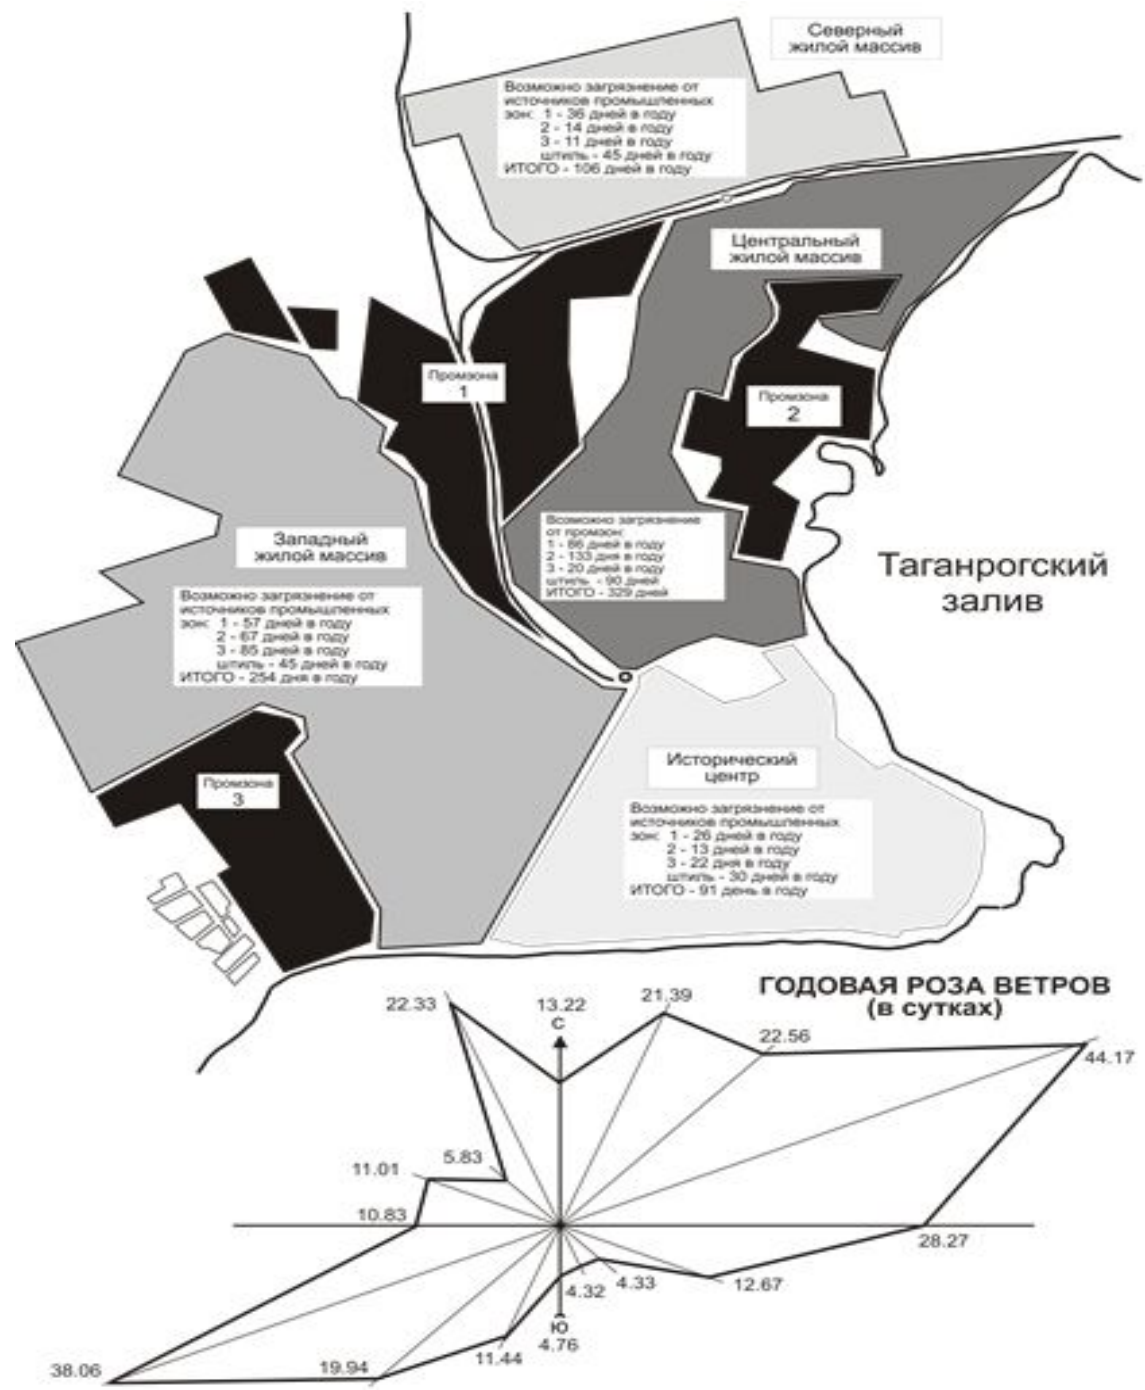 Северный
жилой массив
Возможно загрязнение от
источников промышленных
зон: 1 - 36 дней в году
2 - 14 дней в году
3 - 11 дней в году
штиль - 45 дней в году
ИТОГО - 106 дней в году
Центральный
жилой массив
Промзона
1
Промзона
2
Возможно загрязнение
от промзон:
1 - 86 дней в году
2 - 133 дня в году
3 - 20 дней в году
штиль - 90 дней
ИТОГО - 329 дней
Западный
жилой массив
Возможно загрязнение от
источников промышленных
зон: 1 - 57 дней в году
2 - 67 дней в году
3 - 85 дней в году
штиль - 45 дней в году
ИТОГО - 254 дня в году
Таганрогский
залив
Промзона
3
Исторический
центр
Возможно загрязнение от
источников промышленных
зон: 1 - 26 дней в году
2 - 13 дней в году
3 - 22 дня в году
штиль - 30 дней в году
ИТОГО - 91 день в году
ГОДОВАЯ РОЗА ВЕТРОВ
(в сутках)
22.33
13.22
С
21.39
22.56
44.17
5.83
11.01
10.83
28.27
12.67
4.33
4.32
Ю
4.76
11.44
19.94
38.06